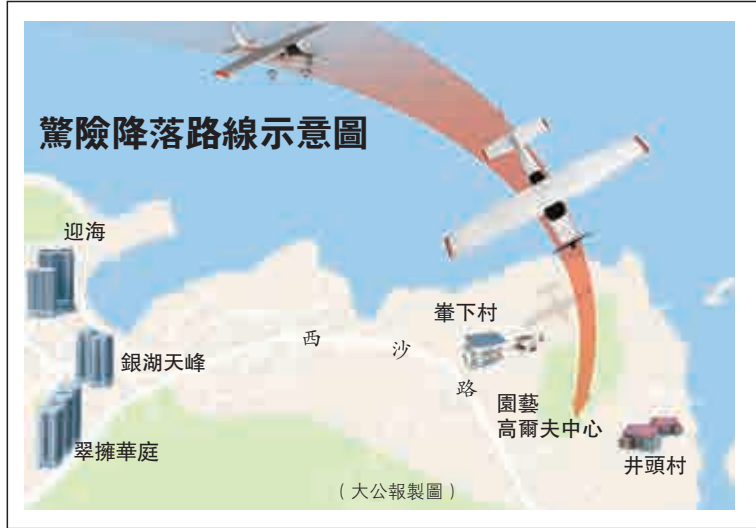 驚險降落路線示意圖
迎海
輋下村
西沙路
銀湖天峰
園藝
高爾夫中心
翠擁華庭
井頭村
（大公報製圖）